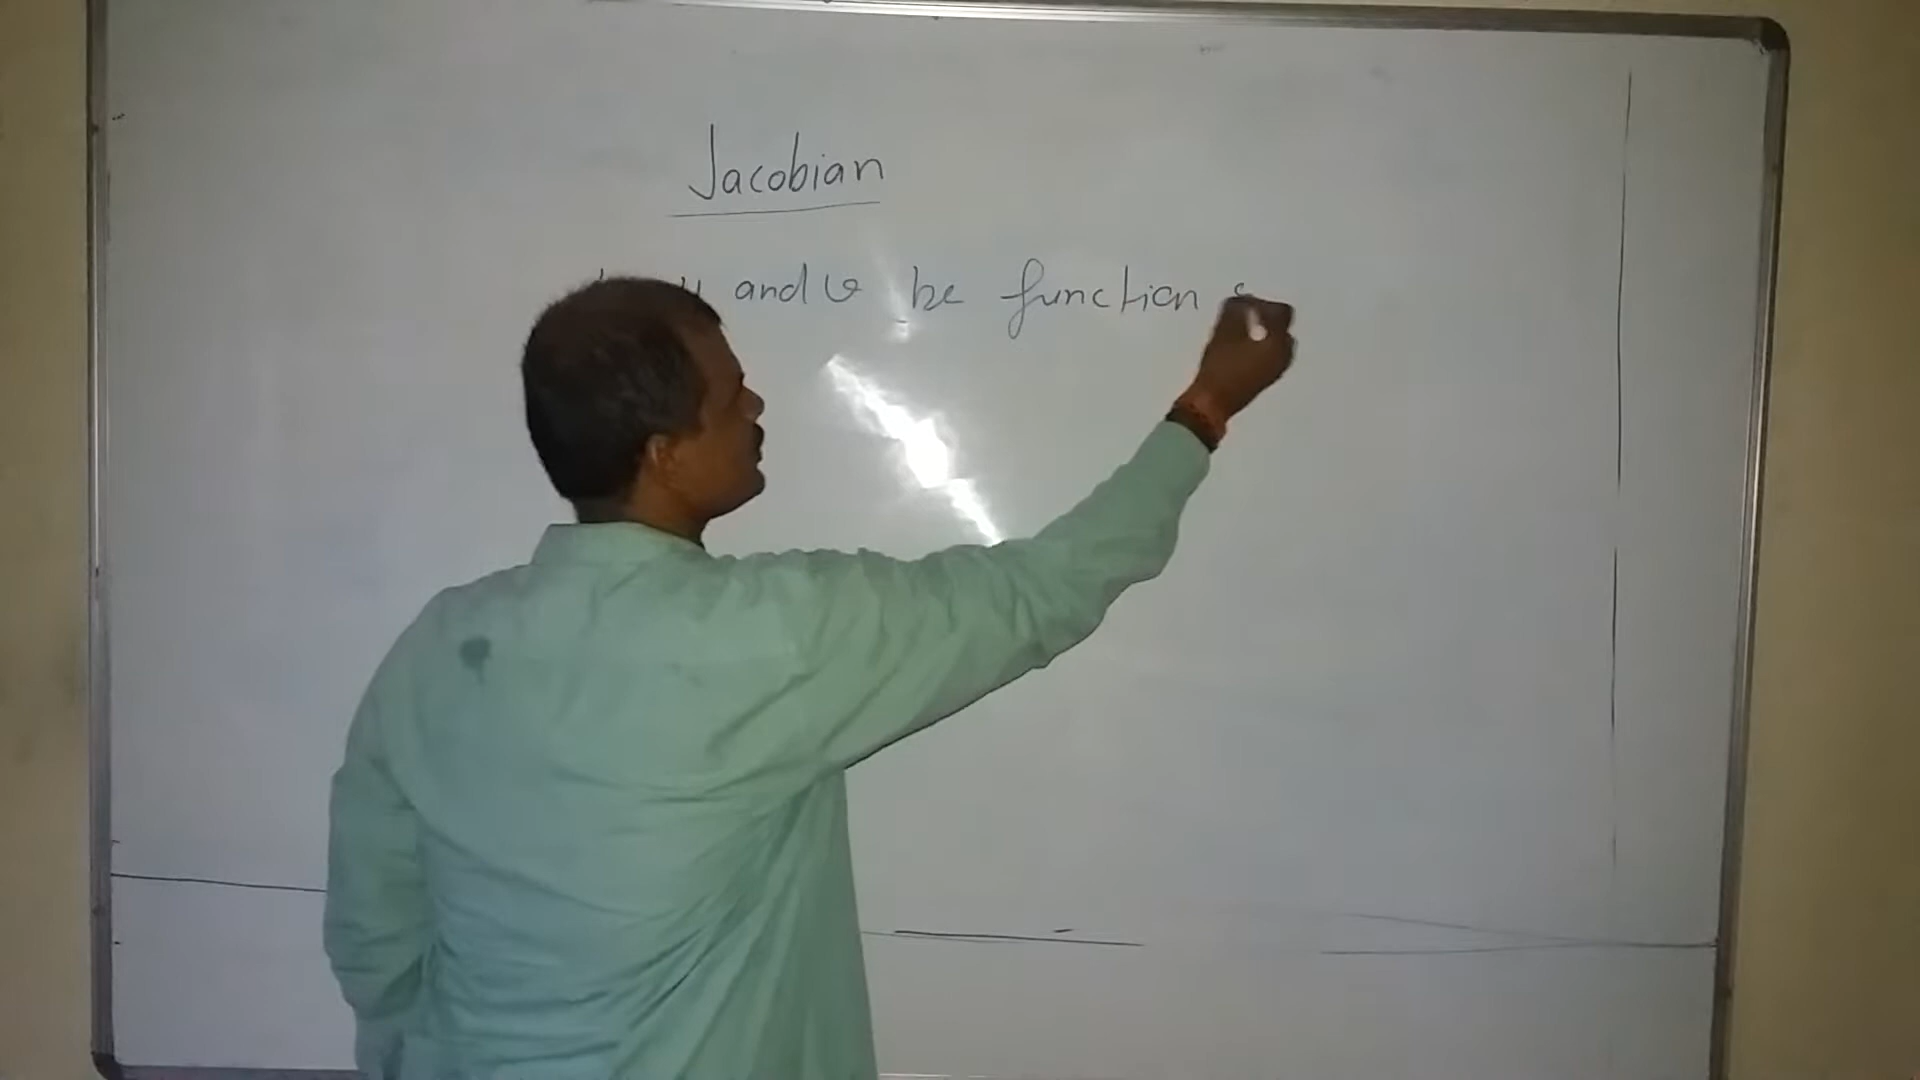 Jacobian
u and v be function